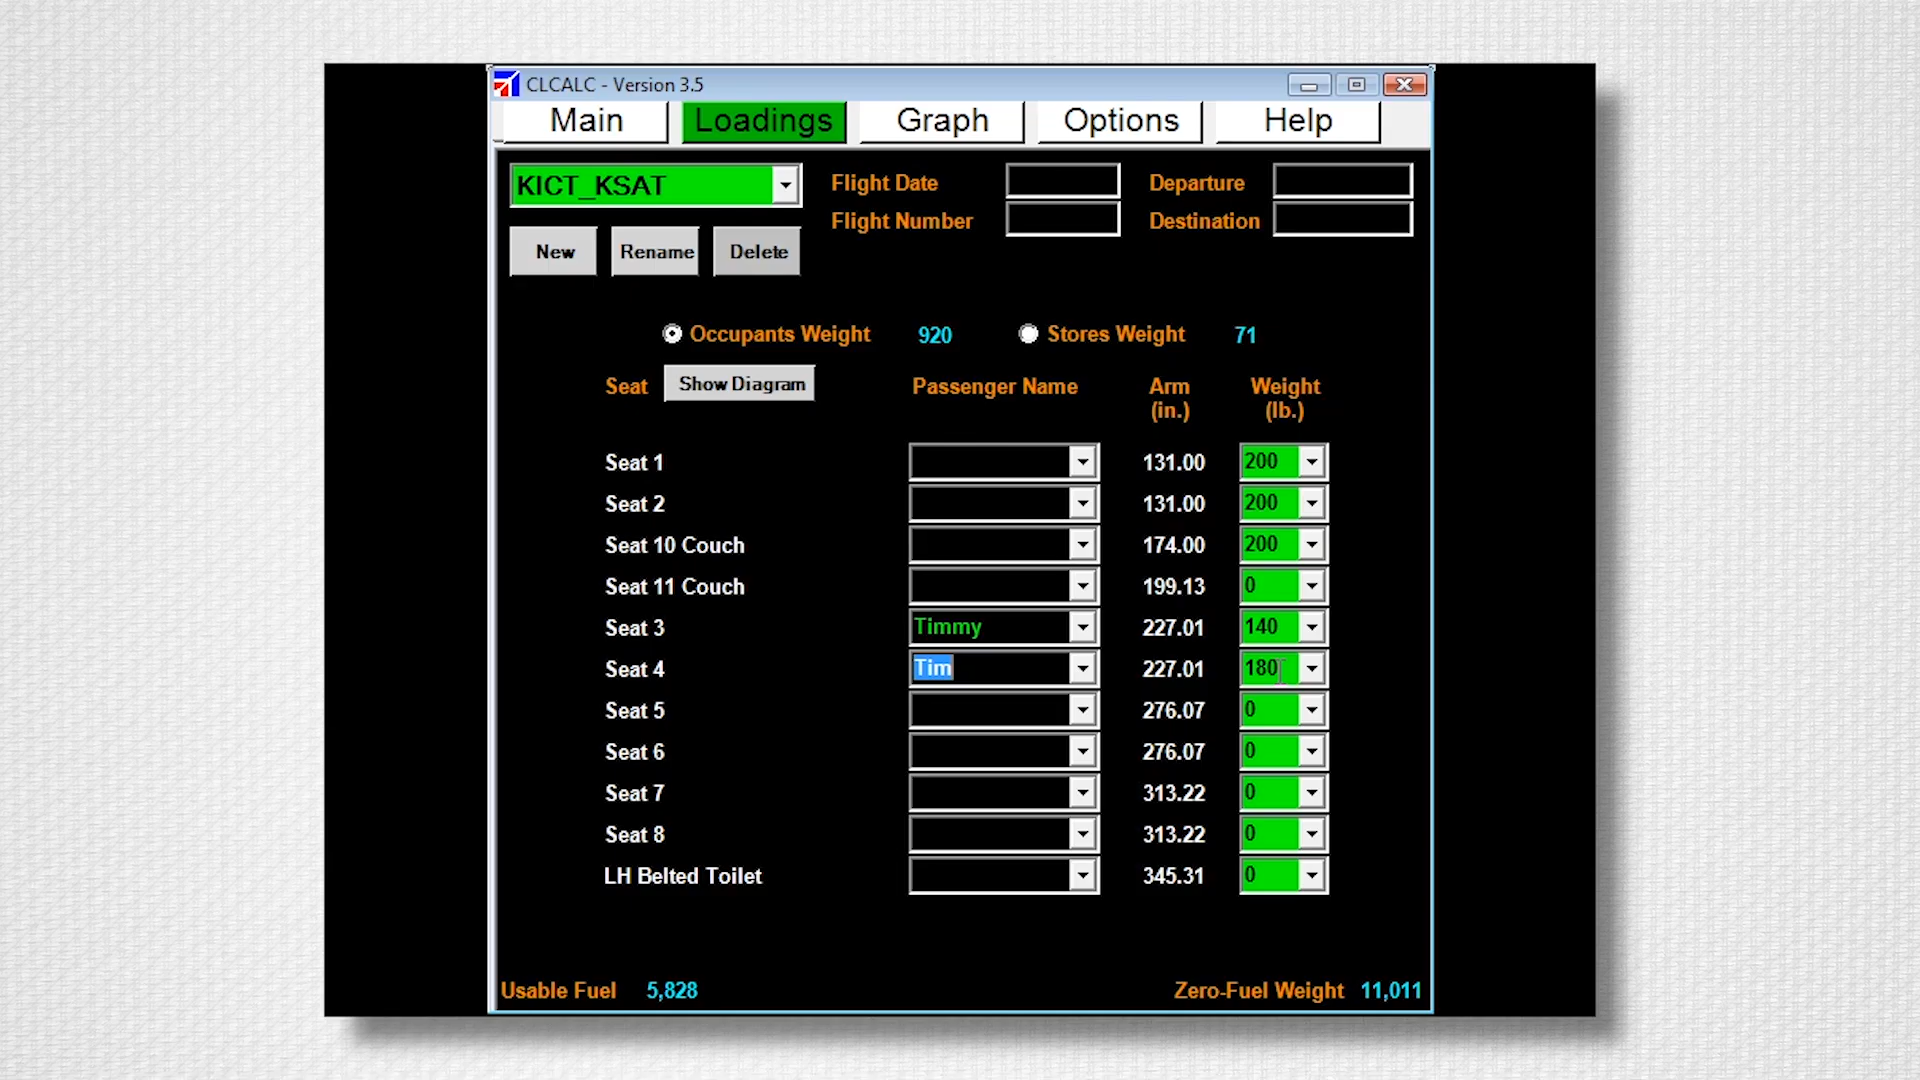 CLCALC - Version 3.5
Main Loadings Graph Options Help
KICT_KSAT Flight Date Departure
Flight Number Destination
New Rename Delete
Occupants Weight 920 Stores Weight 71
Seat Show Diagram Passenger Name Arm Weight
(in.) (lb.)
Seat 1 131.00 200
Seat 2 131.00 200
Seat 10 Couch 174.00 200
Seat 11 Couch 199.13 0
Seat 3 Timmy 227.01 140
Seat 4 Tim 227.01 180
Seat 5 276.07 0
Seat 6 276.07 0
Seat 7 313.22 0
Seat 8 313.22 0
LH Belted Toilet 345.31 0
Usable Fuel 5,828 Zero-Fuel Weight 11,011